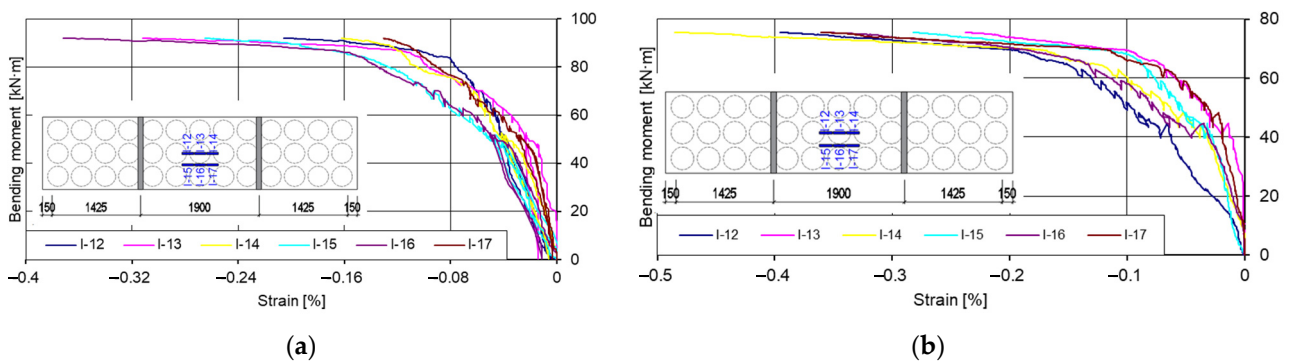 100
80
60
40
20
0
Bending moment [kN·m]
I-12 I-13 I-14
I-15 I-16 I-17
150 1425 1900 1425 150
I-12 I-13 I-14 I-15 I-16 I-17
–0.4 –0.32 –0.24 –0.16 –0.08 0
Strain [%]
(a)
80
60
40
20
0
Bending moment [kN·m]
I-12 I-13 I-14
I-15 I-16 I-17
150 1425 1900 1425 150
I-12 I-13 I-14 I-15 I-16 I-17
–0.5 –0.4 –0.3 –0.2 –0.1 0
Strain [%]
(b)